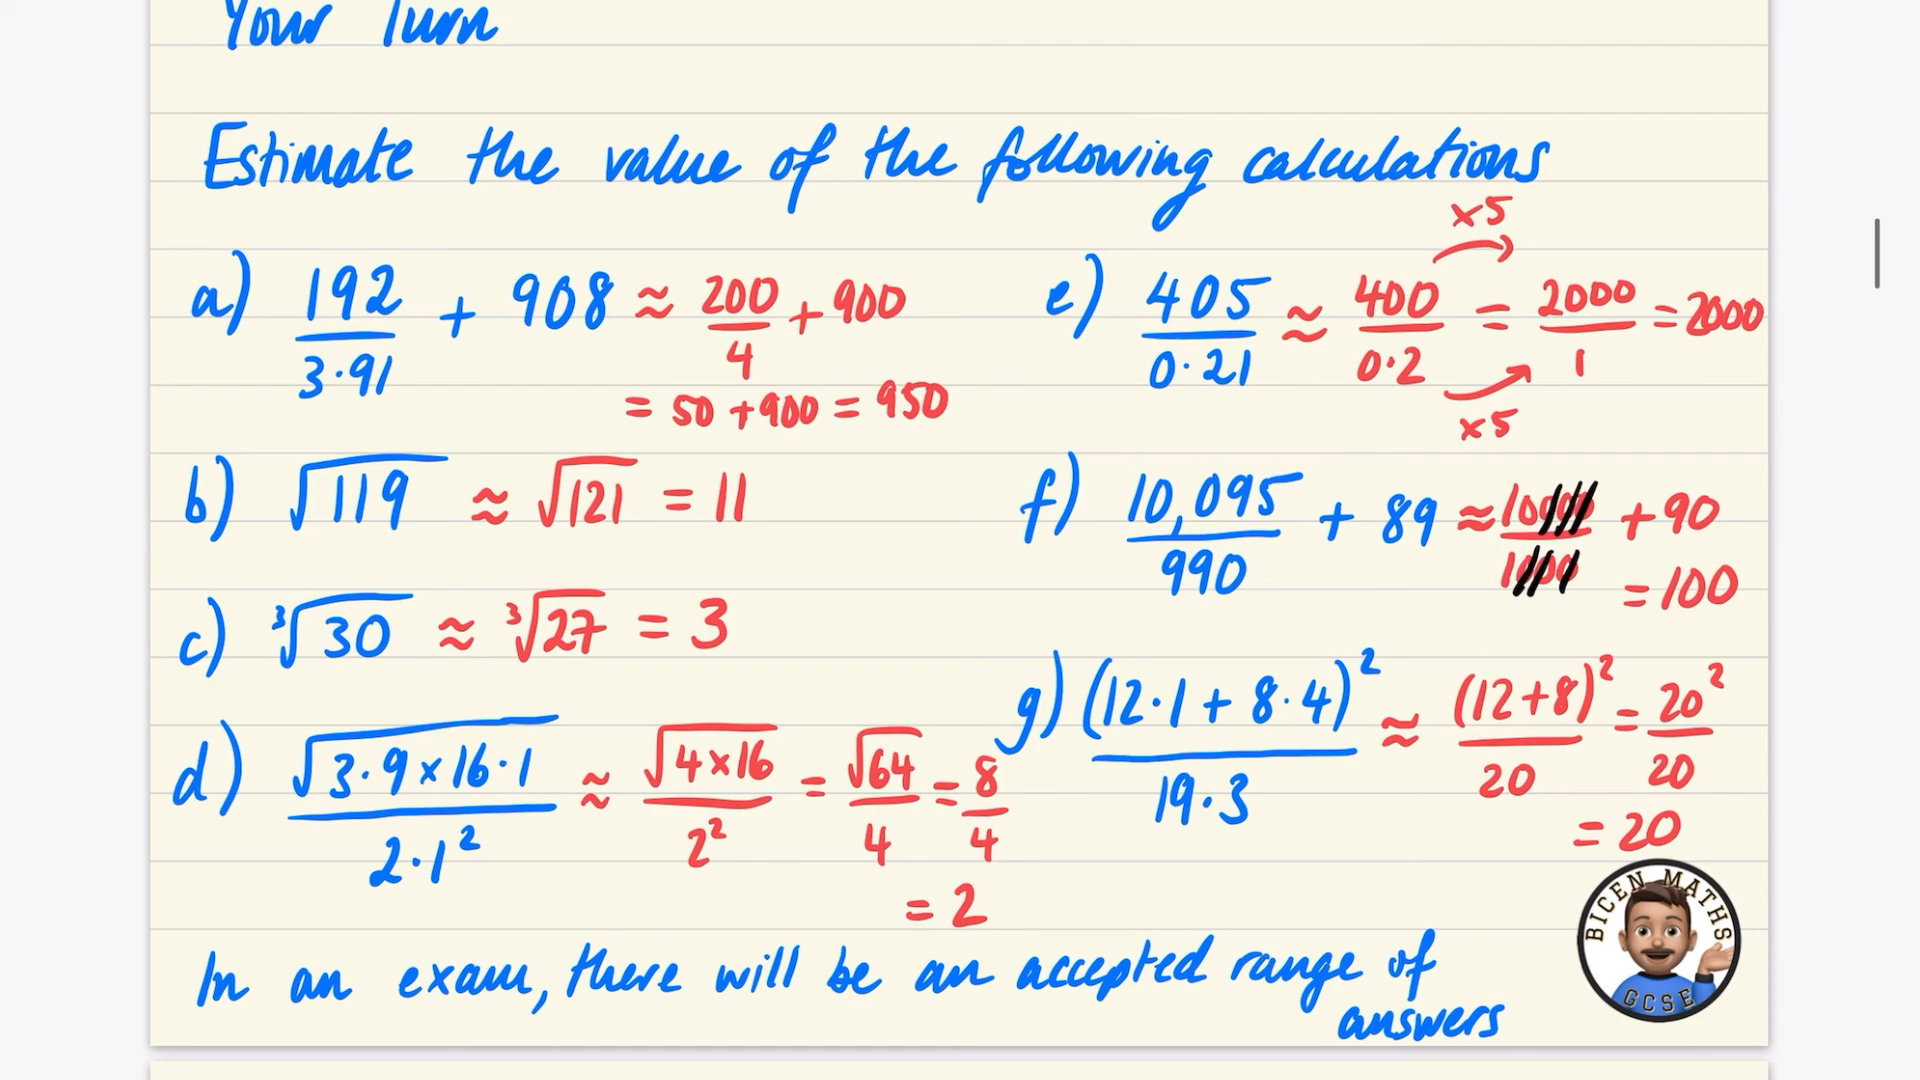 Your Turn
Estimate the value of the following calculations
a) 192/3·91 + 908 ≈ 200/4 + 900
= 50 + 900 = 950
b) √119 ≈ √121 = 11
c) ³√30 ≈ ³√27 = 3
d) √3·9×16·1/2·1² ≈ √4×16/2² = √64/4 = 8/4
= 2
x5
e) 405/0·21 ≈ 400/0·2 = 2000/1 = 2000
x5
f) 10,095/990 + 89 ≈ 10000/1000 + 90
= 100
g) (12·1 + 8·4)²/19·3 ≈ (12+8)²/20 = 20²/20
= 20
In an exam, there will be an accepted range of
answers
BICEN MATHS
GCSE